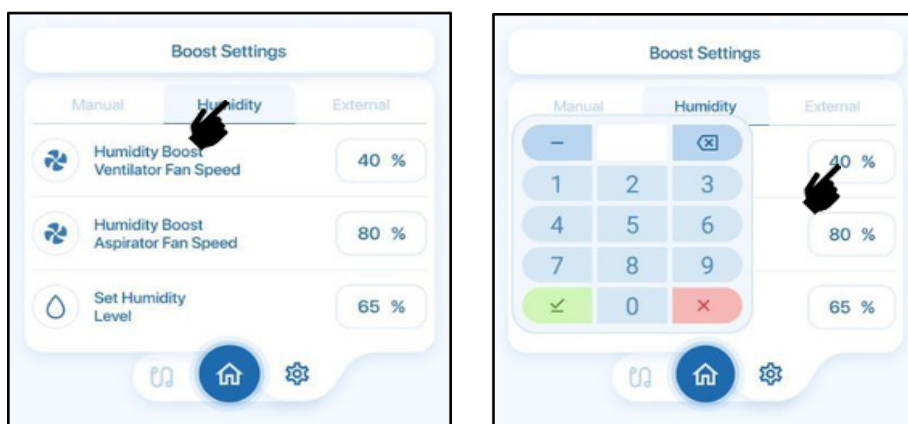 Boost Settings
Manual Humidity External
Humidity Boost
Ventilator Fan Speed
40 %
Humidity Boost
Aspirator Fan Speed
80 %
Set Humidity
Level
65 %
Boost Settings
Manual Humidity External
40 %
80 %
65 %
−
1 2 3
4 5 6
7 8 9
0 ×